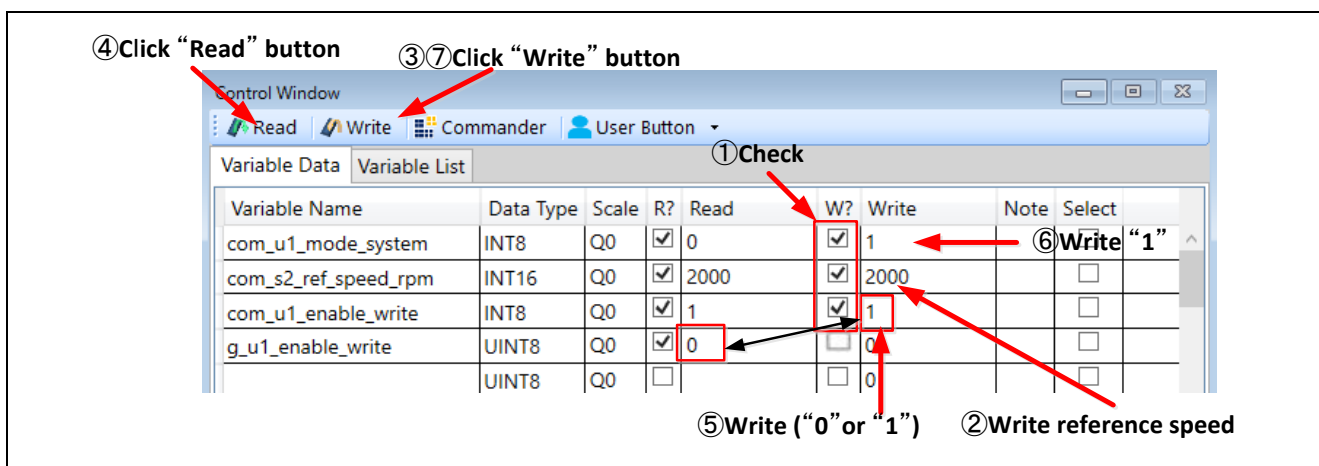 ④Click “Read” button
③⑦Click “Write” button
Control Window
Read Write Commander User Button
①Check
Variable Data Variable List
Variable Name Data Type Scale R? Read W? Write Note Select
com_u1_mode_system INT8 Q0 0 1 ⑥Write “1”
com_s2_ref_speed_rpm INT16 Q0 2000 2000
com_u1_enable_write INT8 Q0 1 1
g_u1_enable_write UINT8 Q0 0 0
UINT8 Q0 0
⑤Write (“0”or “1”) ②Write reference speed